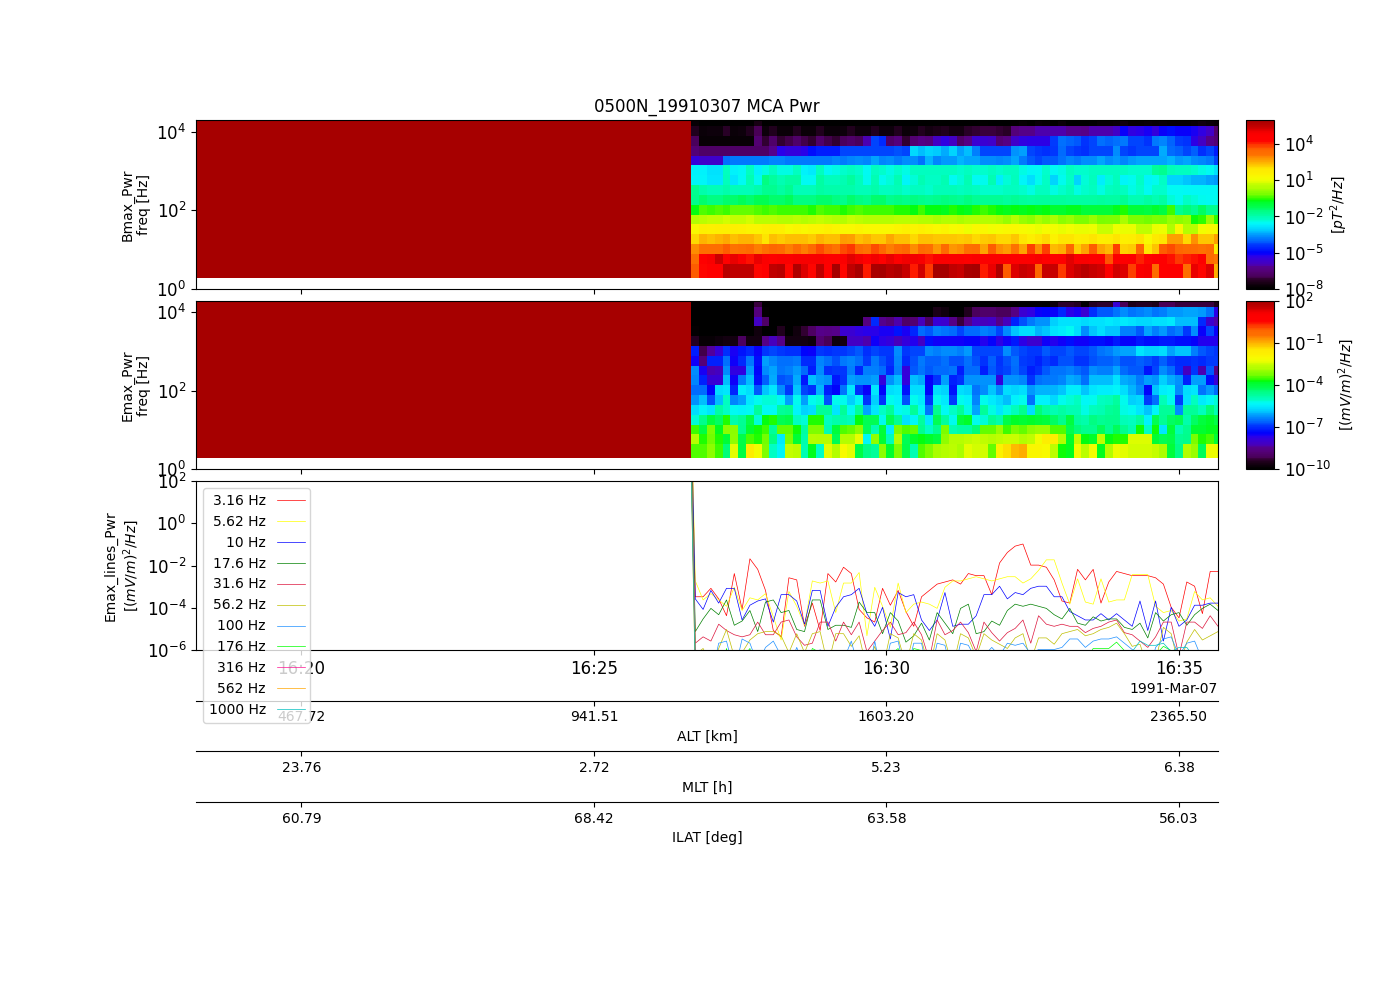 0500N_19910307 MCA Pwr
Bmax_Pwr
freq [Hz]
10^4
10^2
10^0
10^4
10^1
10^-2
10^-5
10^-8
[pT^2/Hz]
Emax_Pwr
freq [Hz]
10^4
10^2
10^0
10^2
10^-1
10^-4
10^-7
10^-10
[(mV/m)^2/Hz]
Emax_lines_Pwr
[(mV/m)^2/Hz]
10^2
10^0
10^-2
10^-4
10^-6
3.16 Hz
5.62 Hz
10 Hz
17.6 Hz
31.6 Hz
56.2 Hz
100 Hz
176 Hz
316 Hz
562 Hz
1000 Hz
16:20 16:25 16:30 16:35
1991-Mar-07
467.72 941.51 1603.20 2365.50
ALT [km]
23.76 2.72 5.23 6.38
MLT [h]
60.79 68.42 63.58 56.03
ILAT [deg]